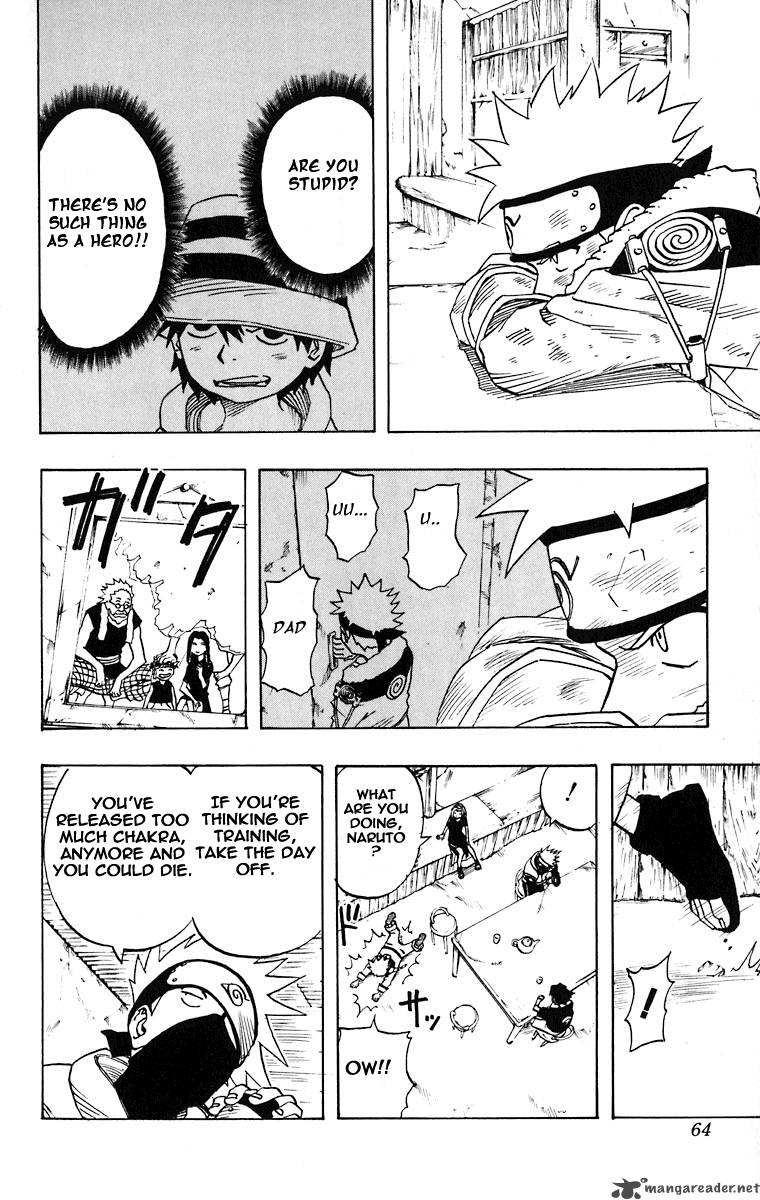 ARE YOU
STUPID?
THERE'S NO
SUCH THING
AS A HERO!!
U..
UU...
DAD
ガタ
!
!
WHAT
ARE YOU
DOING,
NARUTO
?
ドガッ
OW!!
IF YOU'RE
THINKING OF
TRAINING,
TAKE THE DAY
OFF.
YOU'VE
RELEASED TOO
MUCH CHAKRA,
ANYMORE AND
YOU COULD DIE.
64
mangareader.net